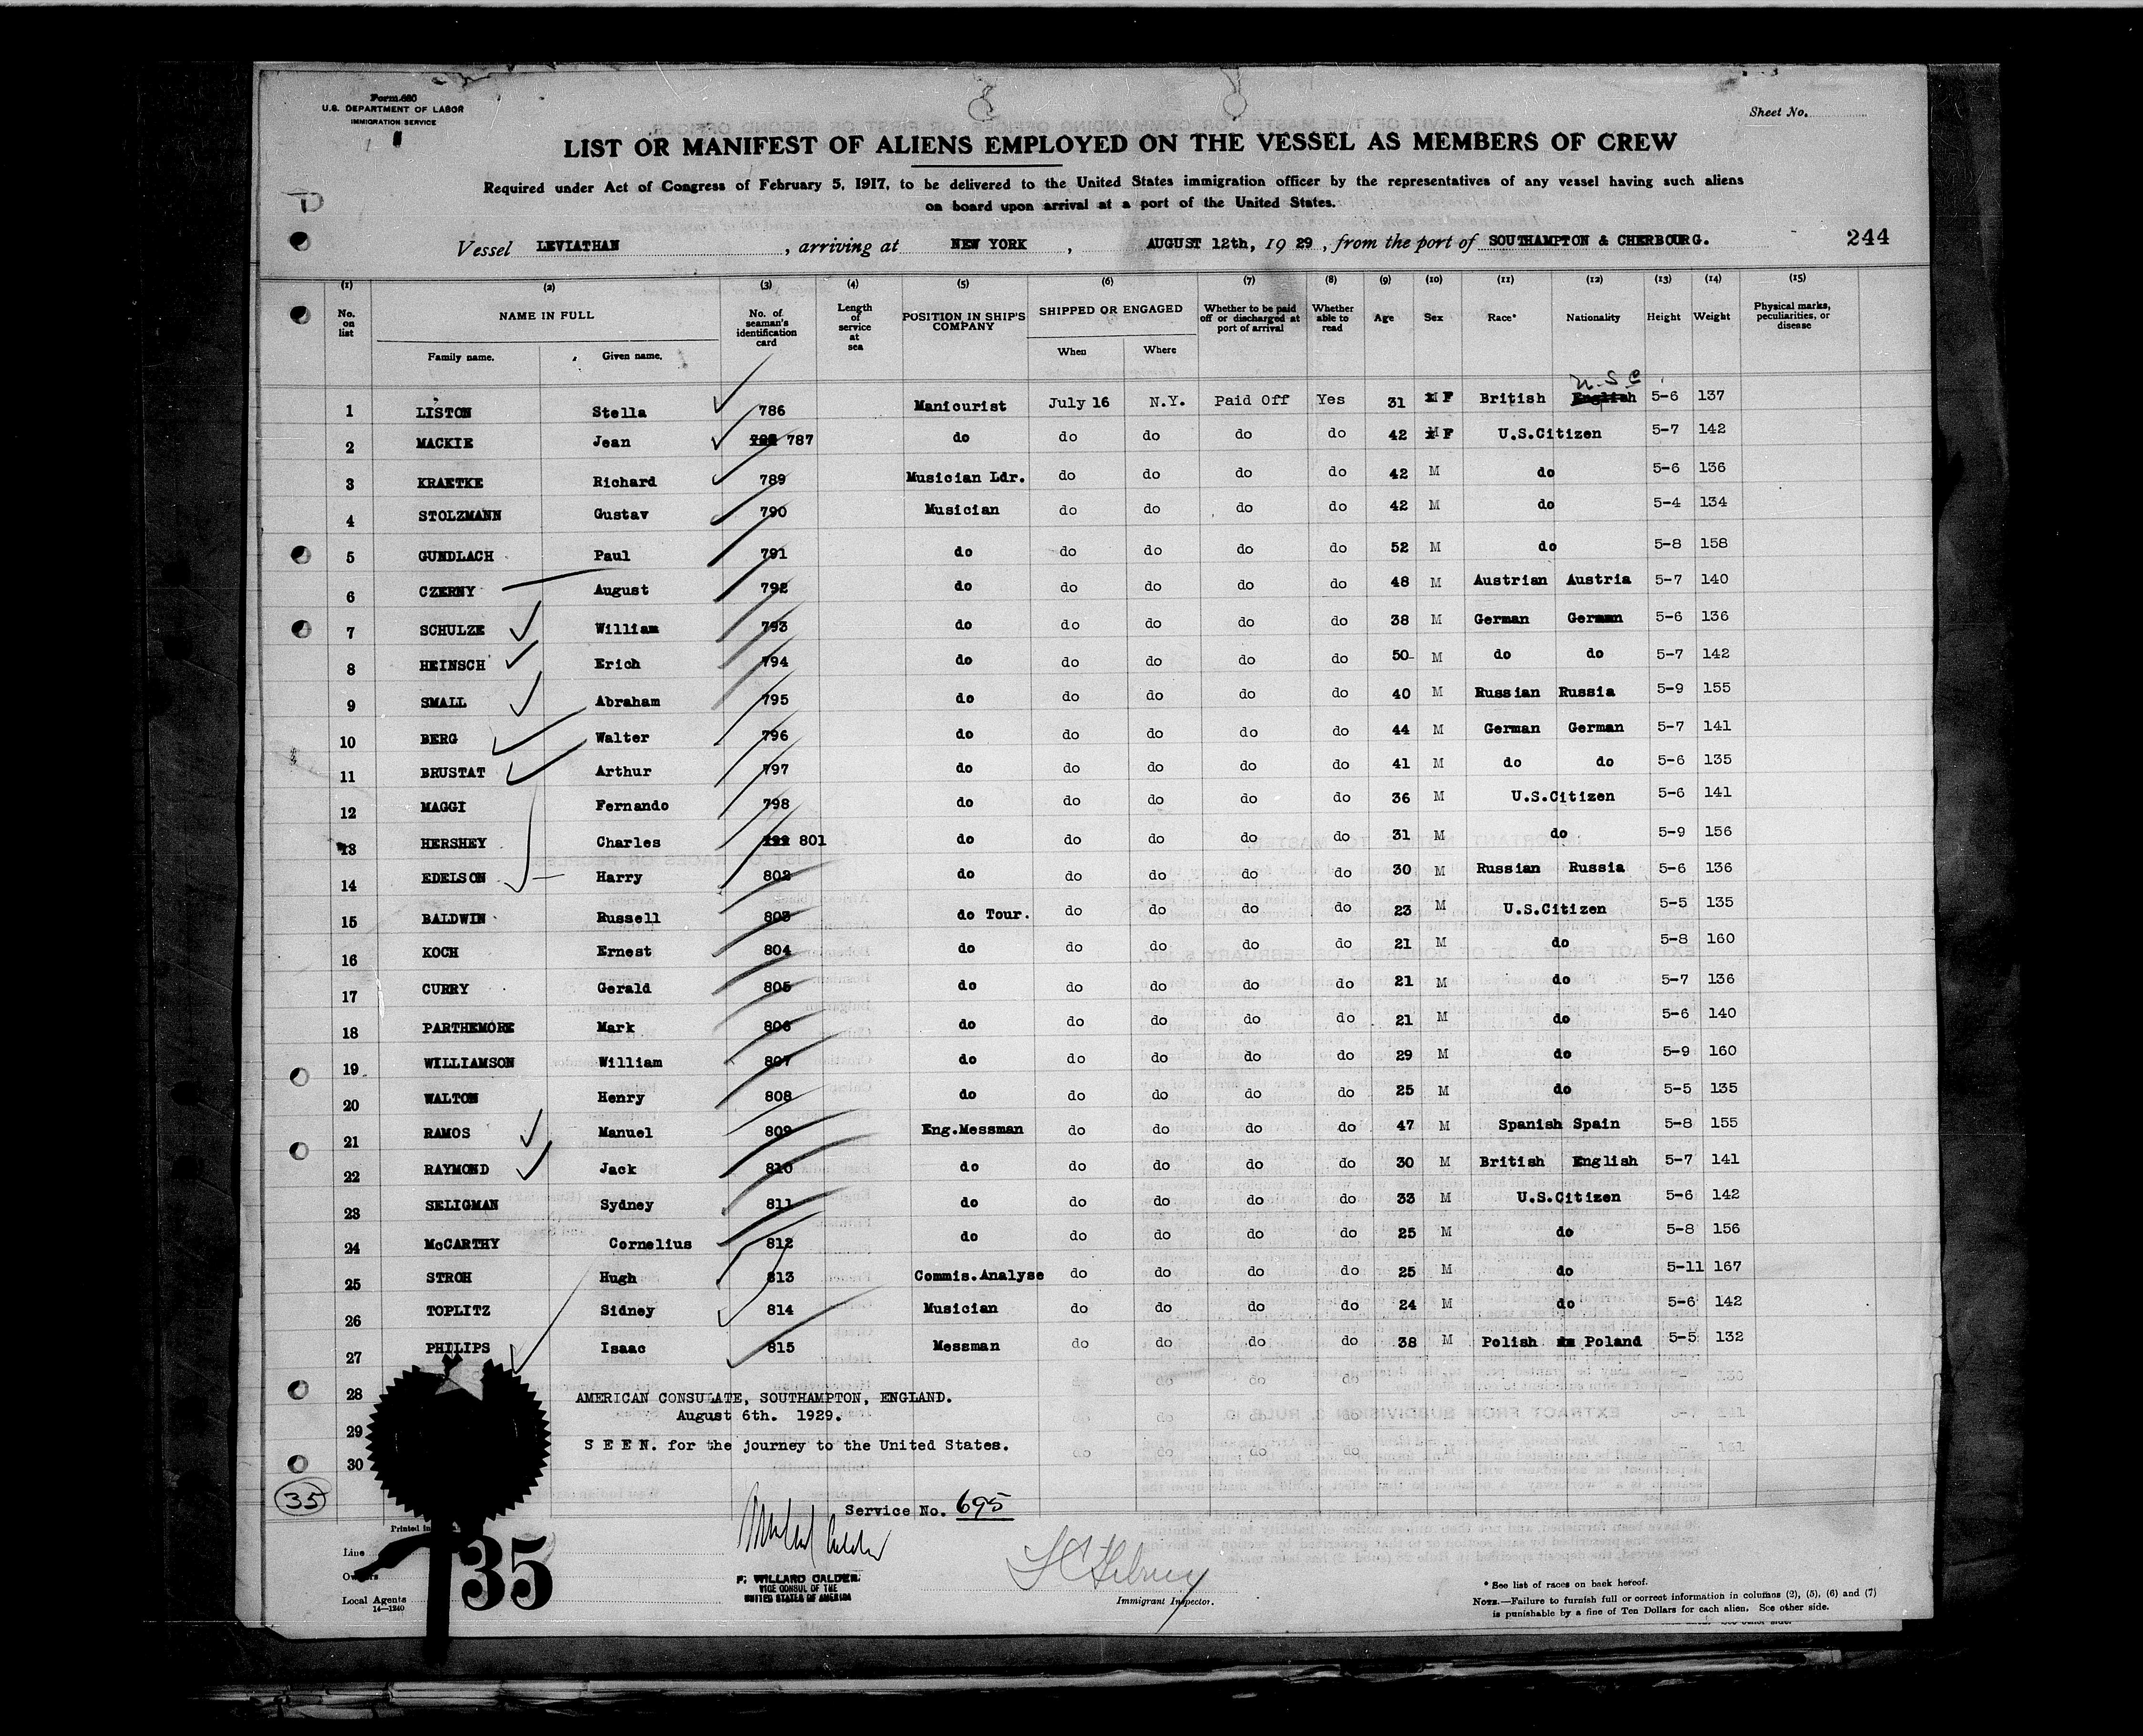 Form 680
U.S. DEPARTMENT OF LABOR
IMMIGRATION SERVICE
Sheet No.
LIST OR MANIFEST OF ALIENS EMPLOYED ON THE VESSEL AS MEMBERS OF CREW
Required under Act of Congress of February 5, 1917, to be delivered to the United States immigration officer by the representatives of any vessel having such aliens
on board upon arrival at a port of the United States.
Vessel LEVIATHAN, arriving at NEW YORK, AUGUST 12th, 1929, from the port of SOUTHAMPTON & CHERBOURG. 244
(1) (2) (3) (4) (5) (6) (7) (8) (9) (10) (11) (12) (13) (14) (15)
No. on list NAME IN FULL Family name. Given name. No. of seaman's identification card Length of service at sea POSITION IN SHIP'S COMPANY SHIPPED OR ENGAGED When Where Whether to be paid off or discharged at port of arrival Whether able to read Age Sex Race* Nationality Height Weight Physical marks, peculiarities, or disease
U.S.C
1 LISTON Stella 786 Manicurist July 16 N.Y. Paid Off Yes 31 F British English 5-6 137
2 MACKIE Jean 787 do do do do do 42 F U.S.Citizen 5-7 142
3 KRAETKE Richard 789 Musician Ldr. do do do do 42 M do 5-6 136
4 STOLZMANN Gustav 790 Musician do do do do 42 M do 5-4 134
5 GUNDLACH Paul 791 do do do do do 52 M do 5-8 158
6 CZERNY August 792 do do do do do 48 M Austrian Austria 5-7 140
7 SCHULZE William 793 do do do do do 38 M German German 5-6 136
8 HEINSCH Erich 794 do do do do do 50 M do do 5-7 142
9 SMALL Abraham 795 do do do do do 40 M Russian Russia 5-9 155
10 BERG Walter 796 do do do do do 44 M German German 5-7 141
11 BRUSTAT Arthur 797 do do do do do 41 M do do 5-6 135
12 MAGGI Fernando 798 do do do do do 36 M U.S.Citizen 5-6 141
13 HERSHEY Charles 801 do do do do do 31 M do 5-9 156
14 EDELSON Harry 802 do do do do do 30 M Russian Russia 5-6 136
15 BALDWIN Russell 803 do Tour. do do do do 23 M U.S.Citizen 5-5 135
16 KOCH Ernest 804 do do do do do 21 M do 5-8 160
17 CURRY Gerald 805 do do do do do 21 M do 5-7 136
18 PARTHEMORE Mark 806 do do do do do 21 M do 5-6 140
19 WILLIAMSON William 807 do do do do do 29 M do 5-9 160
20 WALTON Henry 808 do do do do do 25 M do 5-5 135
21 RAMOS Manuel 809 Eng.Messman do do do do 47 M Spanish Spain 5-8 155
22 RAYMOND Jack 810 do do do do do 30 M British English 5-7 141
23 SELIGMAN Sydney 811 do do do do do 33 M U.S.Citizen 5-6 142
24 McCARTHY Cornelius 812 do do do do do 25 M do 5-8 156
25 STROH Hugh 813 Commis.Analyse do do do do 25 M do 5-11 167
26 TOPLITZ Sidney 814 Musician do do do do 24 M do 5-6 142
27 PHILIPS Isaac 815 Messman do do do do 38 M Polish Poland 5-5 132
28
AMERICAN CONSULATE, SOUTHAMPTON, ENGLAND.
August 6th. 1929.
29
S E E N. for the journey to the United States.
30
35
Service No. 695
Printed in
35
Line
Owners
Local Agents
14—1240
F. WILLARD CALDER.
VICE CONSUL OF THE
UNITED STATES OF AMERICA
Immigrant Inspector.
* See list of races on back hereof.
NOTE.—Failure to furnish full or correct information in columns (2), (5), (6) and (7)
is punishable by a fine of Ten Dollars for each alien. See other side.